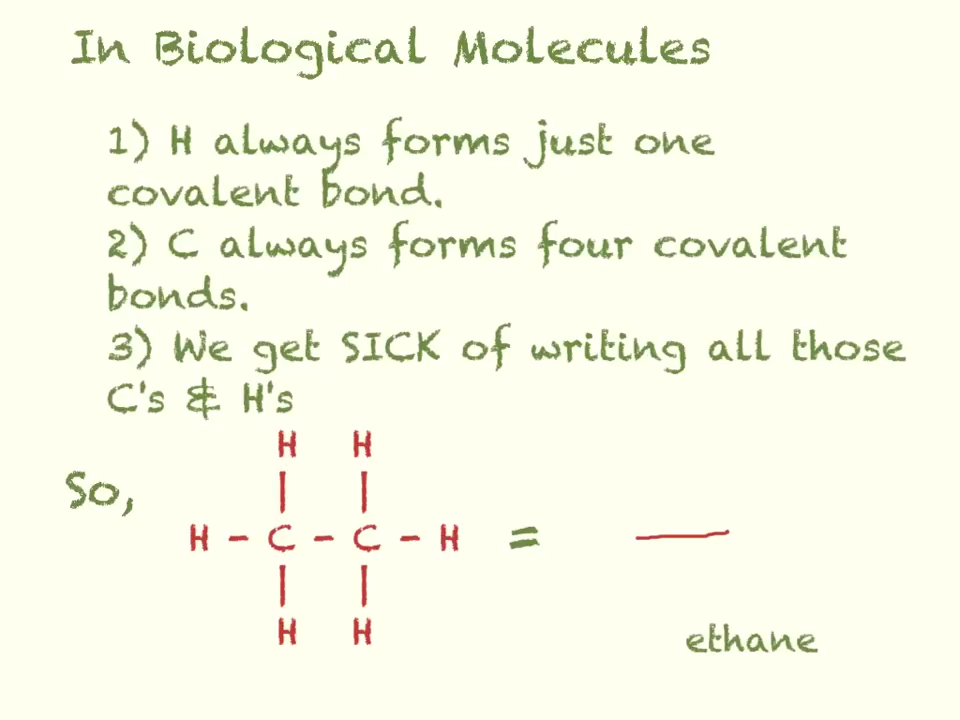 In Biological Molecules
1) H always forms just one
covalent bond.
2) C always forms four covalent
bonds.
3) We get SICK of writing all those
C's & H's
H H
So,
H - C - C - H =
H H
ethane